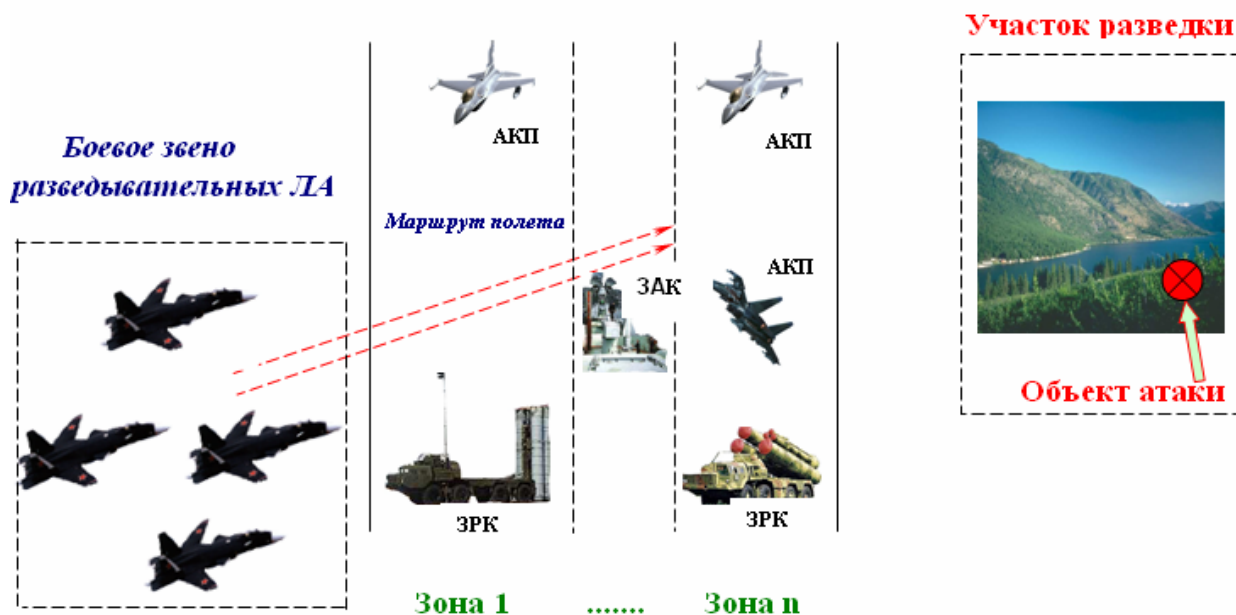 Участок разведки
АКП
АКП
Боевое звено
разведывательных ЛА
Маршрут полета
ЗАК
АКП
Объект атаки
ЗРК
ЗРК
Зона 1 ....... Зона n